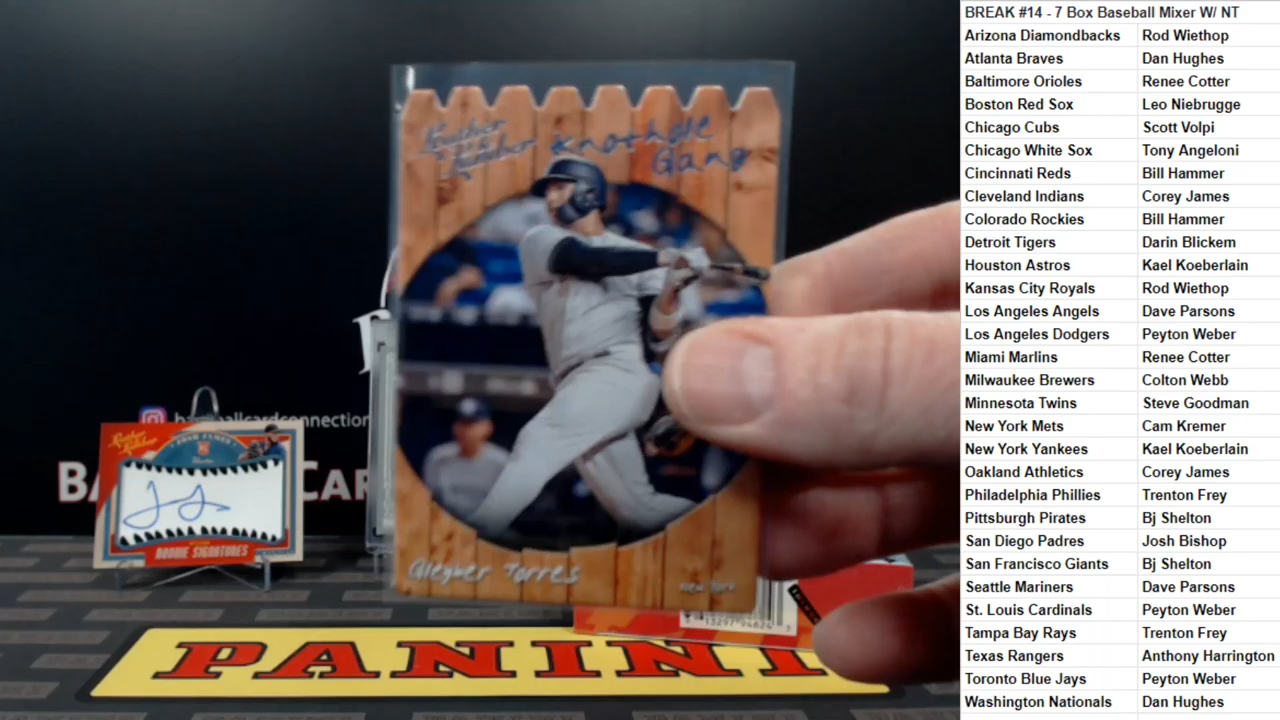 Leather & Lumber Knothole Gang
Gleyber Torres
New York
baseballcardconnection
Leather & Lumber
ROOKIE SIGNATURES
PANINI
BREAK #14 - 7 Box Baseball Mixer W/ NT
Arizona Diamondbacks Rod Wiethop
Atlanta Braves Dan Hughes
Baltimore Orioles Renee Cotter
Boston Red Sox Leo Niebrugge
Chicago Cubs Scott Volpi
Chicago White Sox Tony Angeloni
Cincinnati Reds Bill Hammer
Cleveland Indians Corey James
Colorado Rockies Bill Hammer
Detroit Tigers Darin Blickem
Houston Astros Kael Koeberlain
Kansas City Royals Rod Wiethop
Los Angeles Angels Dave Parsons
Los Angeles Dodgers Peyton Weber
Miami Marlins Renee Cotter
Milwaukee Brewers Colton Webb
Minnesota Twins Steve Goodman
New York Mets Cam Kremer
New York Yankees Kael Koeberlain
Oakland Athletics Corey James
Philadelphia Phillies Trenton Frey
Pittsburgh Pirates Bj Shelton
San Diego Padres Josh Bishop
San Francisco Giants Bj Shelton
Seattle Mariners Dave Parsons
St. Louis Cardinals Peyton Weber
Tampa Bay Rays Trenton Frey
Texas Rangers Anthony Harrington
Toronto Blue Jays Peyton Weber
Washington Nationals Dan Hughes